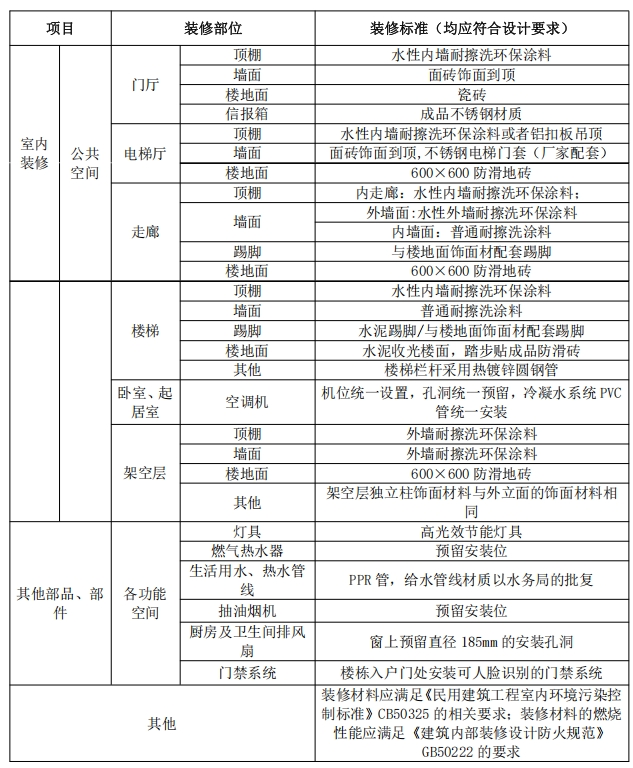 项目 装修部位 装修标准（均应符合设计要求）
室内装修 公共空间 门厅 顶棚 水性内墙耐擦洗环保涂料
墙面 面砖饰面到顶
楼地面 瓷砖
信报箱 成品不锈钢材质
电梯厅 顶棚 水性内墙耐擦洗环保涂料或者铝扣板吊顶
墙面 面砖饰面到顶,不锈钢电梯门套（厂家配套）
楼地面 600×600 防滑地砖
走廊 顶棚 内走廊：水性内墙耐擦洗环保涂料；
墙面 外墙面:水性外墙耐擦洗环保涂料
内墙面：普通耐擦洗涂料
踢脚 与楼地面饰面材配套踢脚
楼地面 600×600 防滑地砖
楼梯 顶棚 水性内墙耐擦洗环保涂料
墙面 普通耐擦洗涂料
踢脚 水泥踢脚/与楼地面饰面材配套踢脚
楼地面 水泥收光楼面，踏步贴成品防滑砖
其他 楼梯栏杆采用热镀锌圆钢管
卧室、起居室 空调机 机位统一设置，孔洞统一预留，冷凝水系统 PVC
管统一安装
架空层 顶棚 外墙耐擦洗环保涂料
墙面 外墙耐擦洗环保涂料
楼地面 600×600 防滑地砖
其他 架空层独立柱饰面材料与外立面的饰面材料相
同
其他部品、部件 各功能空间 灯具 高光效节能灯具
燃气热水器 预留安装位
生活用水、热水管线 PPR 管，给水管线材质以水务局的批复
抽油烟机 预留安装位
厨房及卫生间排风扇 窗上预留直径 185mm 的安装孔洞
门禁系统 楼栋入户门处安装可人脸识别的门禁系统
其他 装修材料应满足《民用建筑工程室内环境污染控
制标准》CB50325 的相关要求；装修材料的燃烧
性能应满足《建筑内部装修设计防火规范》
GB50222 的要求